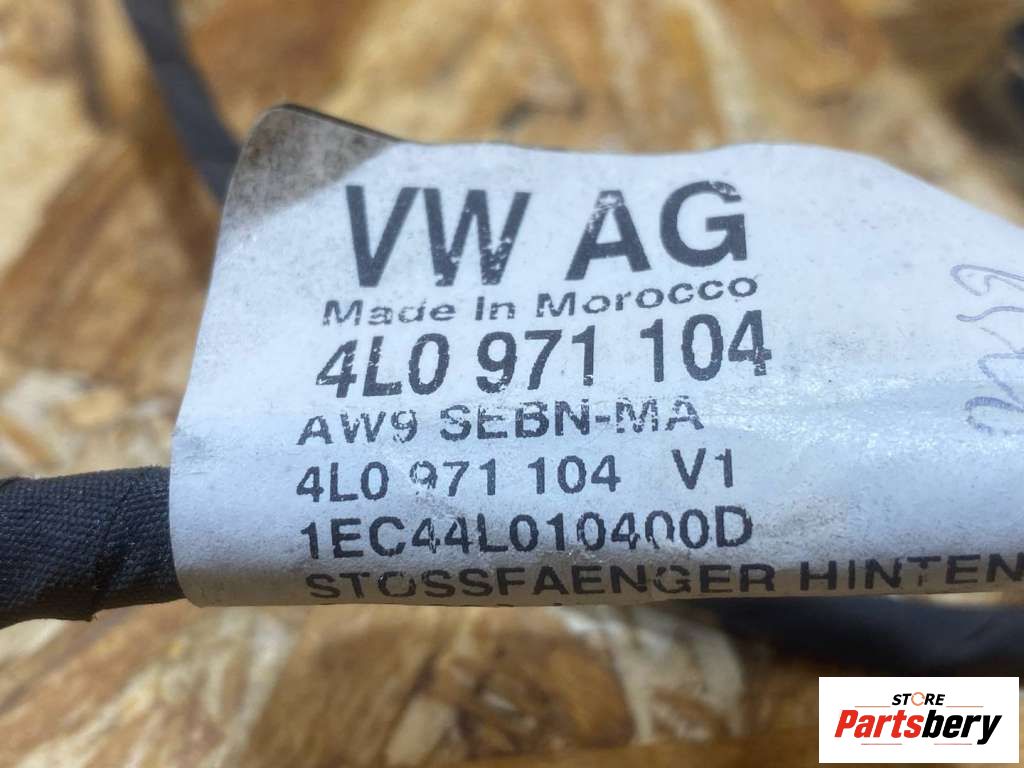 VW AG
Made In Morocco
4L0 971 104
AW9 SEBN-MA
4L0 971 104 V1
1EC44L010400D
STOSSFAENGER HINTEN
STORE
Partsbery